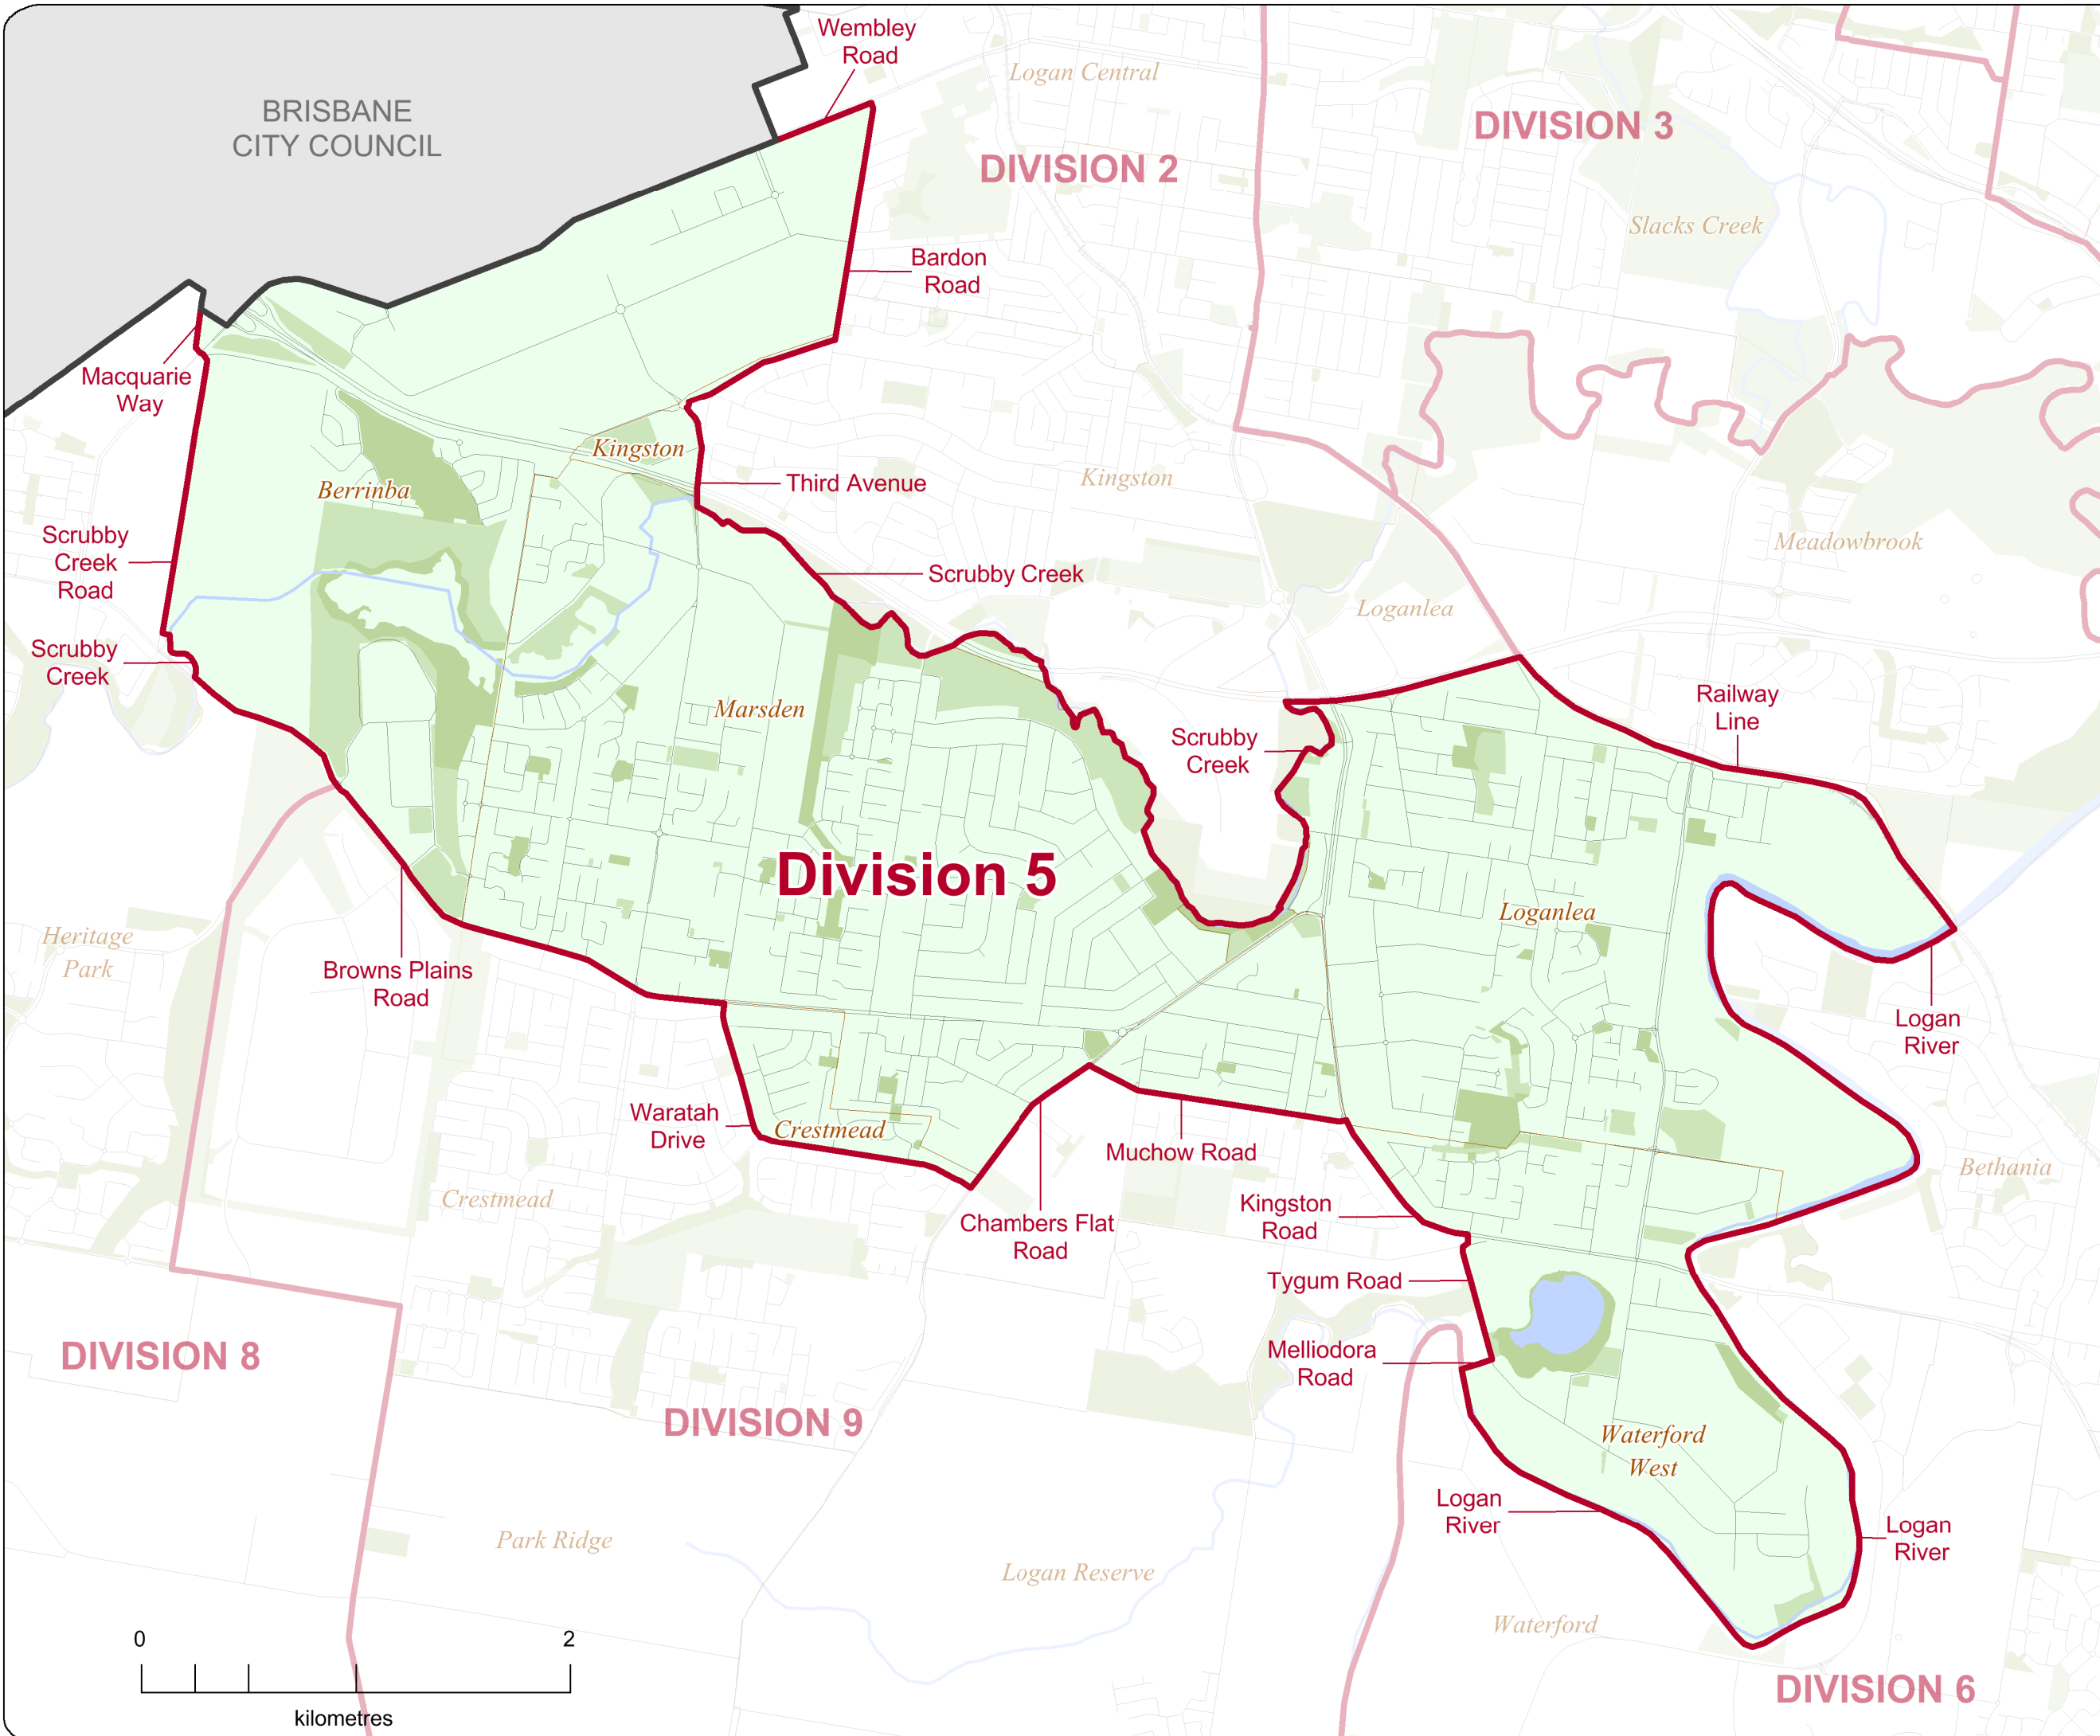 Wembley
Road
Logan Central
BRISBANE
CITY COUNCIL
DIVISION 3
DIVISION 2
Slacks Creek
Bardon
Road
Macquarie
Way
Kingston
Kingston
Third Avenue
Berrinba
Scrubby
Creek
Road
Meadowbrook
Scrubby Creek
Loganlea
Scrubby
Creek
Marsden
Railway
Line
Scrubby
Creek
Division 5
Loganlea
Heritage
Park
Browns Plains
Road
Logan
River
Waratah
Drive
Crestmead
Muchow Road
Bethania
Crestmead
Kingston
Road
Chambers Flat
Road
Tygum Road
DIVISION 8
Melliodora
Road
DIVISION 9
Waterford
West
Logan
River
Logan
River
Park Ridge
Logan Reserve
Waterford
0 2
kilometres
DIVISION 6